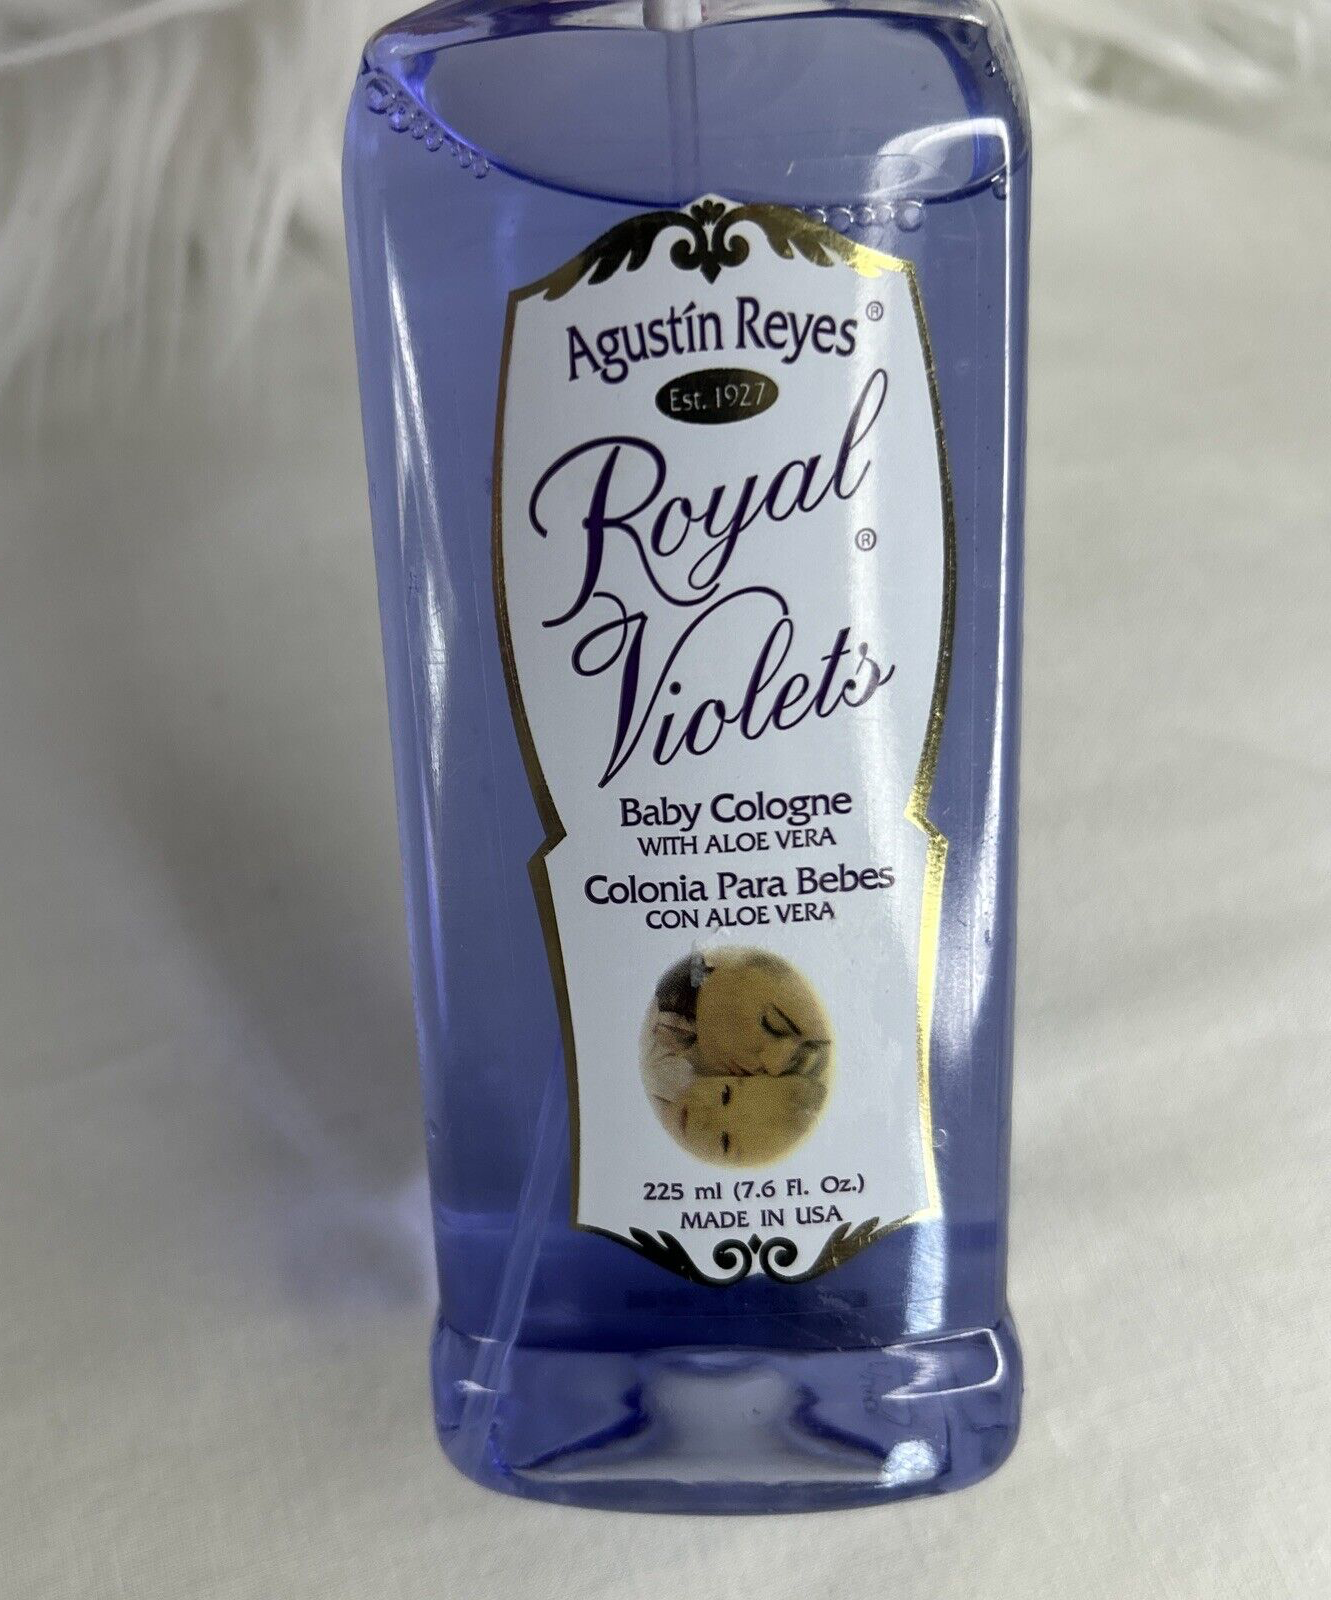 Agustín Reyes®
Est. 1927
Royal
®
Violets
Baby Cologne
WITH ALOE VERA
Colonia Para Bebes
CON ALOE VERA
225 ml (7.6 Fl. Oz.)
MADE IN USA